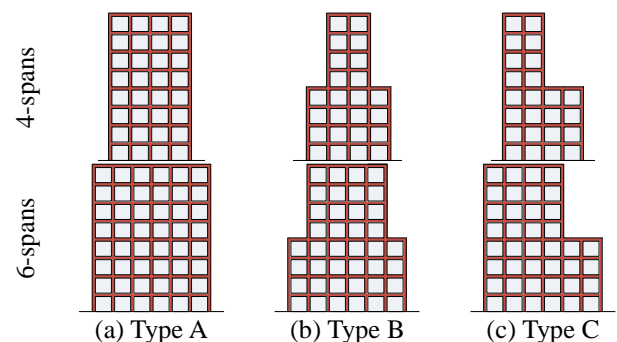 4-spans
6-spans
(a) Type A
(b) Type B
(c) Type C